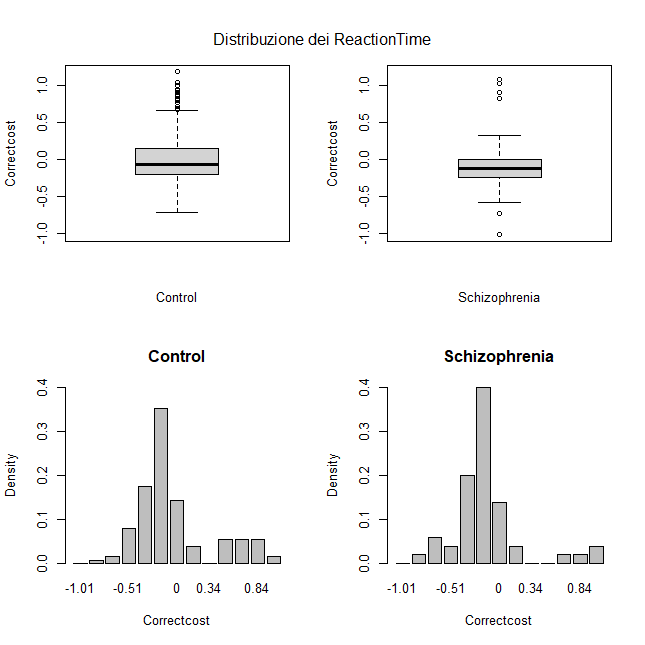 Distribuzione dei ReactionTime
Correctcost
1.0
0.5
0.0
-0.5
-1.0
Control
Correctcost
1.0
0.5
0.0
-0.5
-1.0
Schizophrenia
Control
Density
0.4
0.3
0.2
0.1
0.0
-1.01 -0.51 0 0.34 0.84
Correctcost
Schizophrenia
Density
0.4
0.3
0.2
0.1
0.0
-1.01 -0.51 0 0.34 0.84
Correctcost